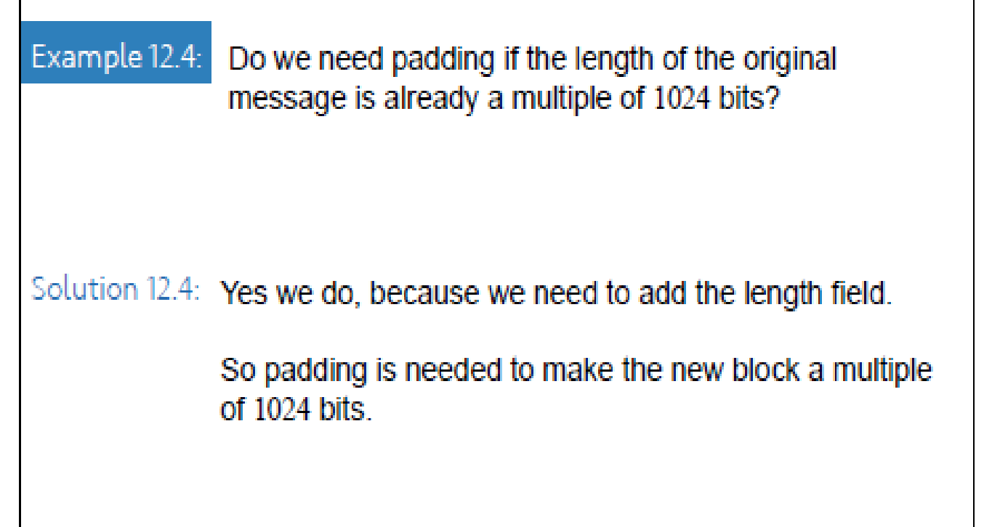 Example 12.4: Do we need padding if the length of the original
message is already a multiple of 1024 bits?
Solution 12.4: Yes we do, because we need to add the length field.
So padding is needed to make the new block a multiple
of 1024 bits.